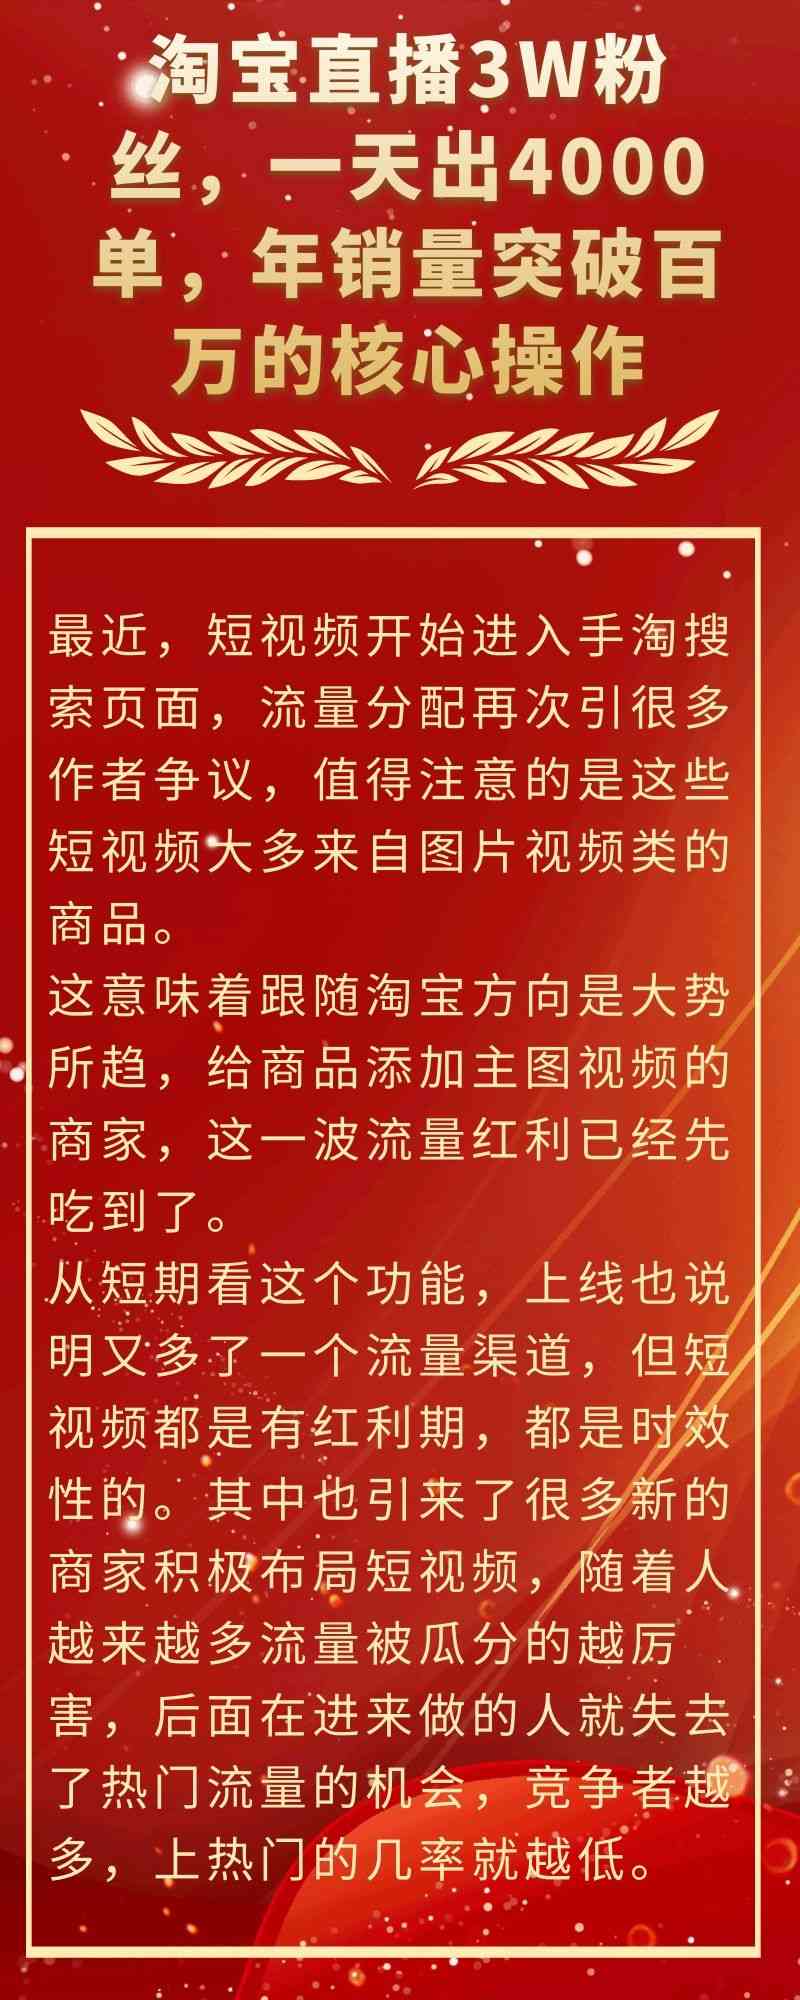 淘宝直播3W粉
丝，一天出4000
单，年销量突破百
万的核心操作
最近，短视频开始进入手淘搜
索页面，流量分配再次引很多
作者争议，值得注意的是这些
短视频大多来自图片视频类的
商品。
这意味着跟随淘宝方向是大势
所趋，给商品添加主图视频的
商家，这一波流量红利已经先
吃到了。
从短期看这个功能，上线也说
明又多了一个流量渠道，但短
视频都是有红利期，都是时效
性的。其中也引来了很多新的
商家积极布局短视频，随着人
越来越多流量被瓜分的越厉
害，后面在进来做的人就失去
了热门流量的机会，竞争者越
多，上热门的几率就越低。